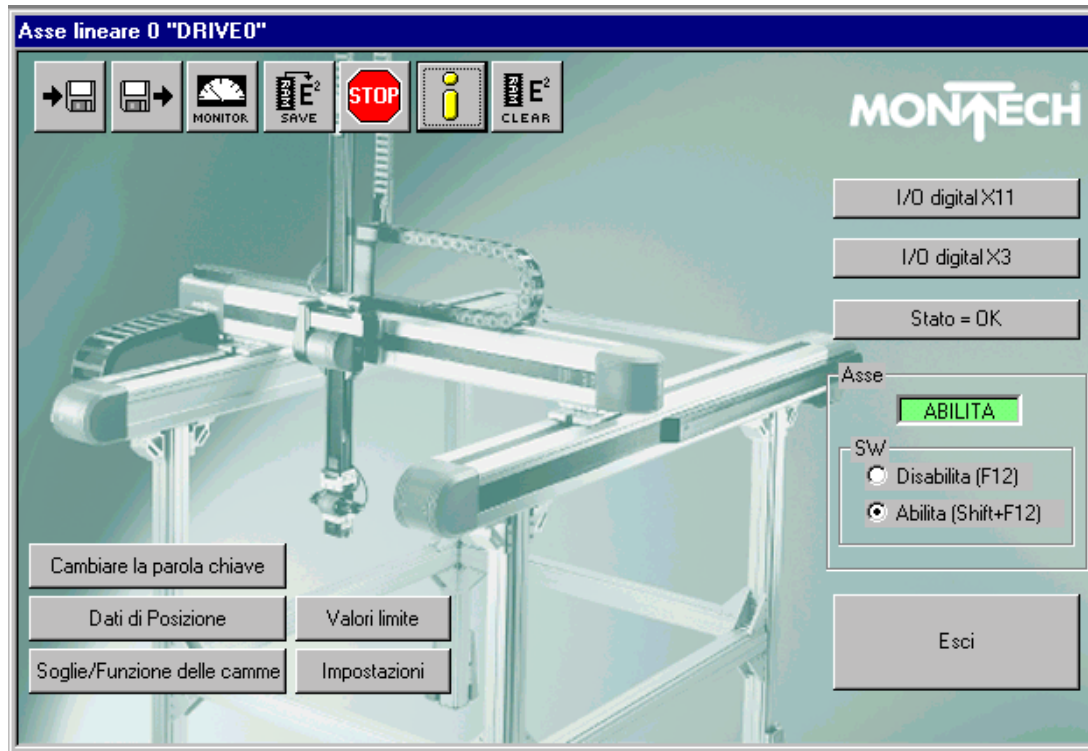 Asse lineare 0 "DRIVE0"
MONITOR
RAM E²
SAVE
STOP
RAM E²
CLEAR
MONTECH®
I/O digital X11
I/O digital X3
Stato = OK
Asse
ABILITA
SW
Disabilita (F12)
Abilita (Shift+F12)
Cambiare la parola chiave
Dati di Posizione
Valori limite
Soglie/Funzione delle camme
Impostazioni
Esci